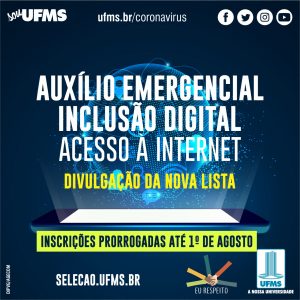 sou UFMS
ufms.br/coronavirus
AUXÍLIO EMERGENCIAL
INCLUSÃO DIGITAL
ACESSO À INTERNET
DIVULGAÇÃO DA NOVA LISTA
INSCRIÇÕES PRORROGADAS ATÉ 1º DE AGOSTO
SELECAO.UFMS.BR
EU RESPEITO
UFMS
A NOSSA UNIVERSIDADE